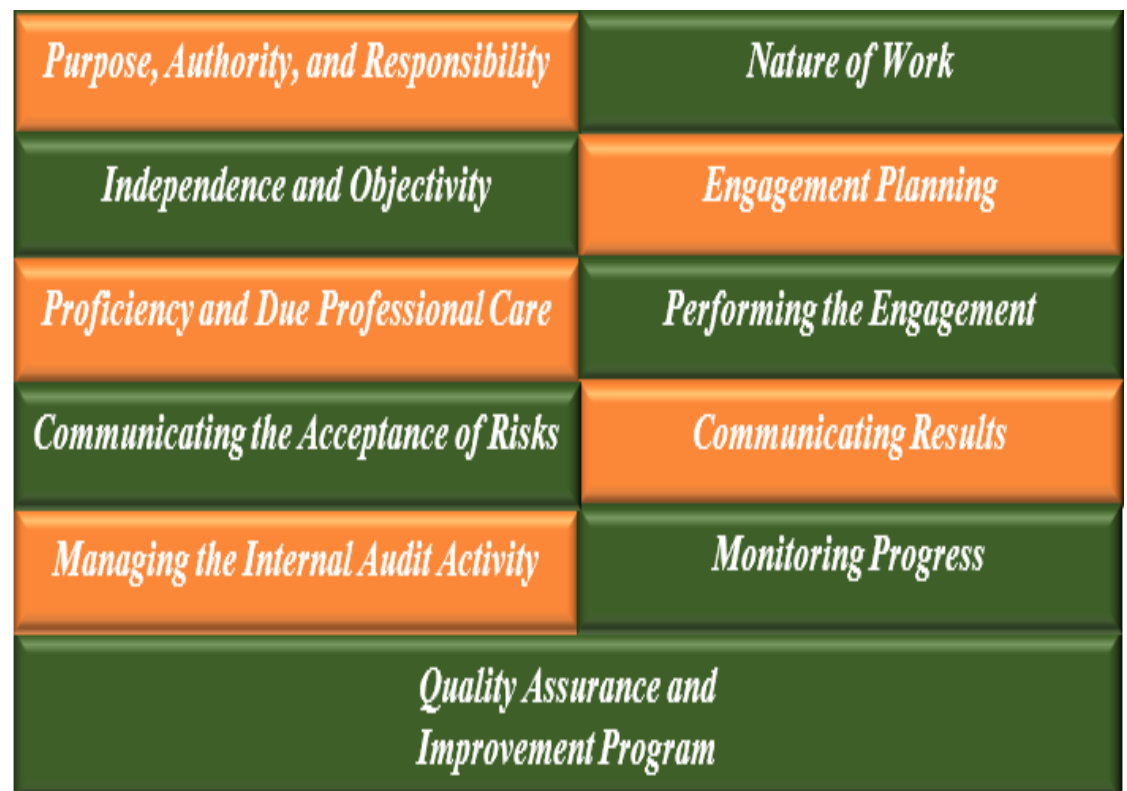 Purpose, Authority, and Responsibility
Nature of Work
Independence and Objectivity
Engagement Planning
Proficiency and Due Professional Care
Performing the Engagement
Communicating the Acceptance of Risks
Communicating Results
Managing the Internal Audit Activity
Monitoring Progress
Quality Assurance and
Improvement Program